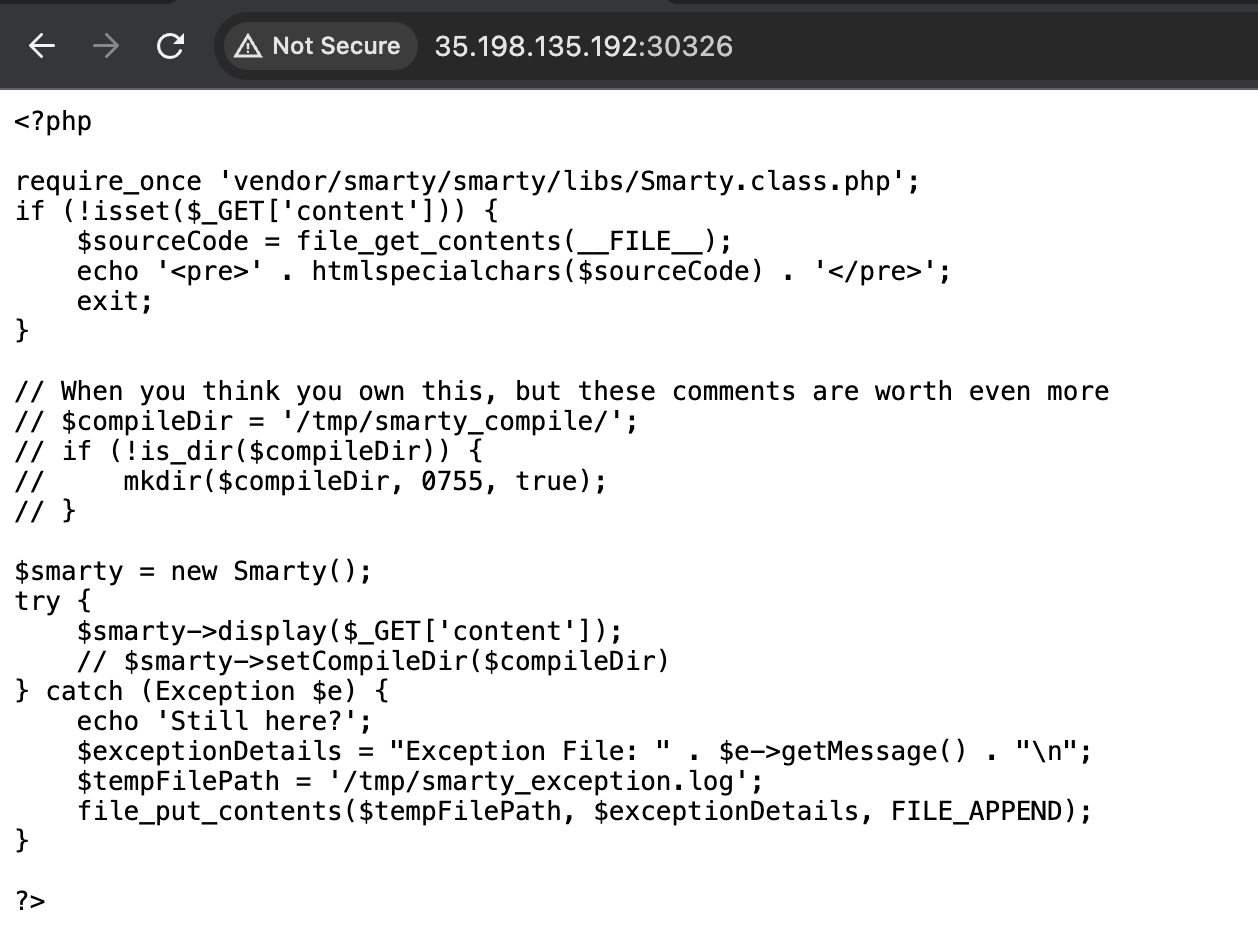 Not Secure 35.198.135.192:30326
<?php
require_once 'vendor/smarty/smarty/libs/Smarty.class.php';
if (!isset($_GET['content'])) {
    $sourceCode = file_get_contents(__FILE__);
    echo '<pre>' . htmlspecialchars($sourceCode) . '</pre>';
    exit;
}
// When you think you own this, but these comments are worth even more
// $compileDir = '/tmp/smarty_compile/';
// if (!is_dir($compileDir)) {
//     mkdir($compileDir, 0755, true);
// }
$smarty = new Smarty();
try {
    $smarty->display($_GET['content']);
    // $smarty->setCompileDir($compileDir)
} catch (Exception $e) {
    echo 'Still here?';
    $exceptionDetails = "Exception File: " . $e->getMessage() . "\n";
    $tempFilePath = '/tmp/smarty_exception.log';
    file_put_contents($tempFilePath, $exceptionDetails, FILE_APPEND);
}
?>